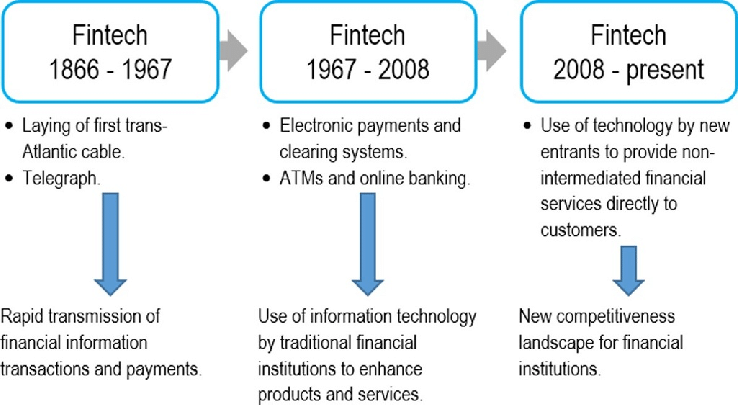 Fintech
1866 - 1967
• Laying of first trans-
Atlantic cable.
• Telegraph.
Rapid transmission of
financial information
transactions and payments.
Fintech
1967 - 2008
• Electronic payments and
clearing systems.
• ATMs and online banking.
Use of information technology
by traditional financial
institutions to enhance
products and services.
Fintech
2008 - present
• Use of technology by new
entrants to provide non-
intermediated financial
services directly to
customers.
New competitiveness
landscape for financial
institutions.